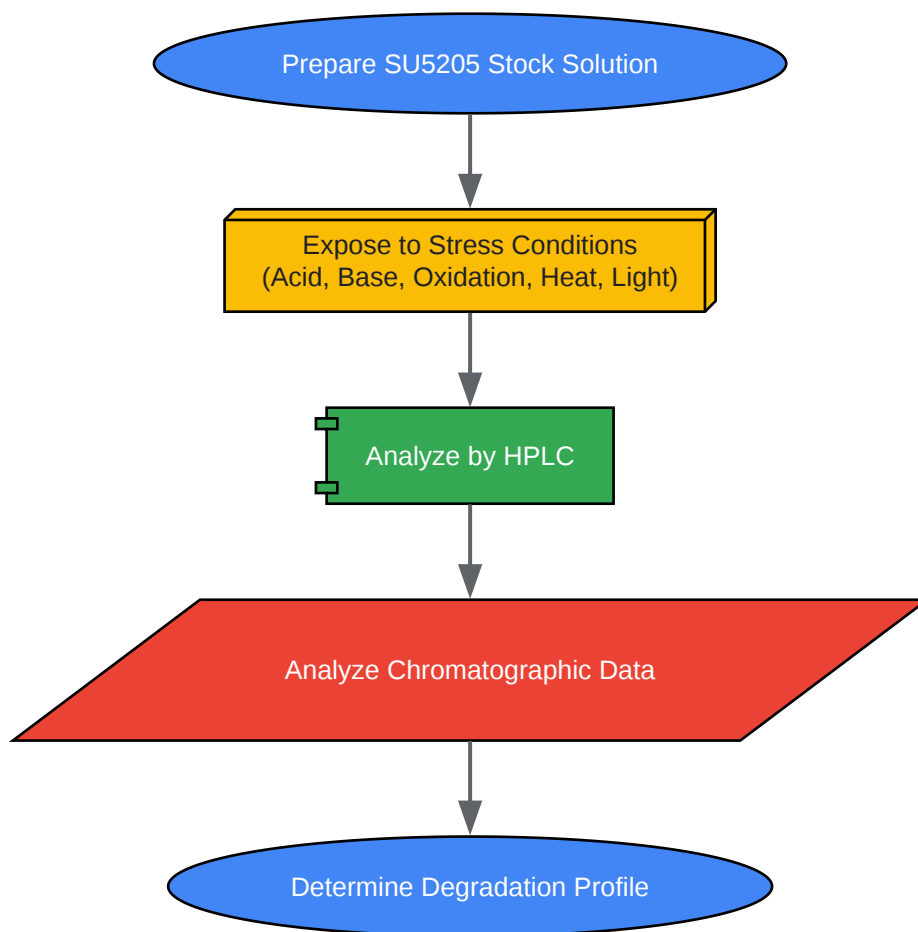 Prepare SU5205 Stock Solution
Expose to Stress Conditions
(Acid, Base, Oxidation, Heat, Light)
Analyze by HPLC
Analyze Chromatographic Data
Determine Degradation Profile